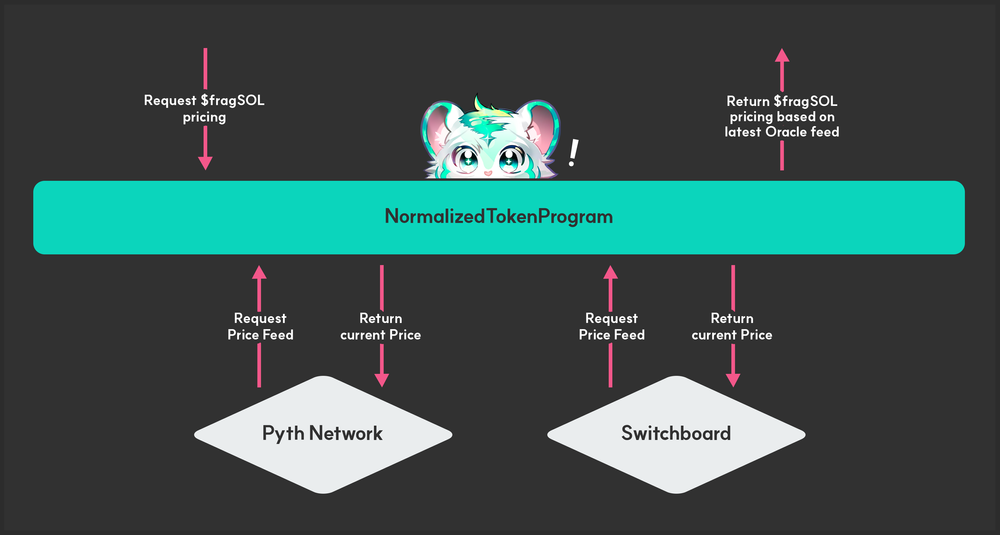 Request $fragSOL
pricing
Return $fragSOL
pricing based on
latest Oracle feed
!
NormalizedTokenProgram
Request
Price Feed
Return
current Price
Request
Price Feed
Return
current Price
Pyth Network
Switchboard